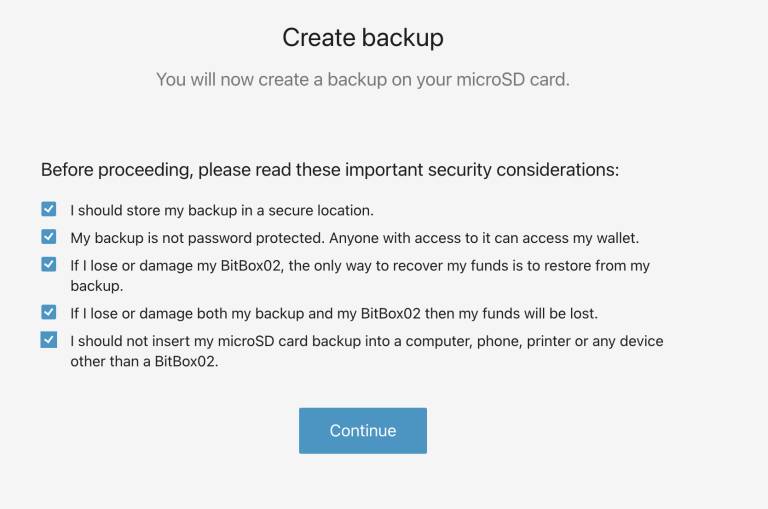 Create backup
You will now create a backup on your microSD card.
Before proceeding, please read these important security considerations:
I should store my backup in a secure location.
My backup is not password protected. Anyone with access to it can access my wallet.
If I lose or damage my BitBox02, the only way to recover my funds is to restore from my
backup.
If I lose or damage both my backup and my BitBox02 then my funds will be lost.
I should not insert my microSD card backup into a computer, phone, printer or any device
other than a BitBox02.
Continue